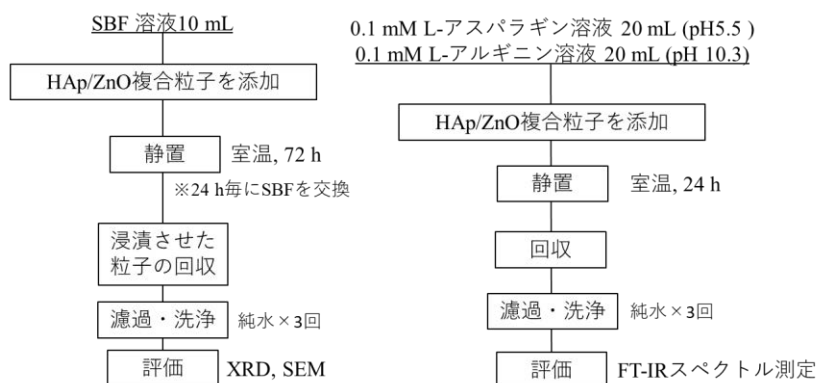 SBF 溶液10 mL
HAp/ZnO複合粒子を添加
静置 室温, 72 h
※24 h毎にSBFを交換
浸漬させた
粒子の回収
濾過・洗浄 純水×3回
評価 XRD, SEM
0.1 mM L-アスパラギン溶液 20 mL (pH5.5 )
0.1 mM L-アルギニン溶液 20 mL (pH 10.3)
HAp/ZnO複合粒子を添加
静置 室温, 24 h
回収
濾過・洗浄 純水×3回
評価 FT-IRスペクトル測定